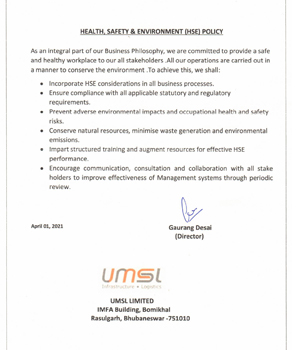 HEALTH, SAFETY & ENVIRONMENT (HSE) POLICY
As an integral part of our Business Philosophy, we are committed to provide a safe
and healthy workplace to our all stakeholders .All our operations are carried out in
a manner to conserve the environment .To achieve this, we shall:
• Incorporate HSE considerations in all business processes.
• Ensure compliance with all applicable statutory and regulatory
requirements.
• Prevent adverse environmental impacts and occupational health and safety
risks.
• Conserve natural resources, minimise waste generation and environmental
emissions.
• Impart structured training and augment resources for effective HSE
performance.
• Encourage communication, consultation and collaboration with all stake
holders to improve effectiveness of Management systems through periodic
review.
April 01, 2021
Gaurang Desai
(Director)
umsl
Infrastructure • Logistics
UMSL LIMITED
IMFA Building, Bomikhal
Rasulgarh, Bhubaneswar -751010